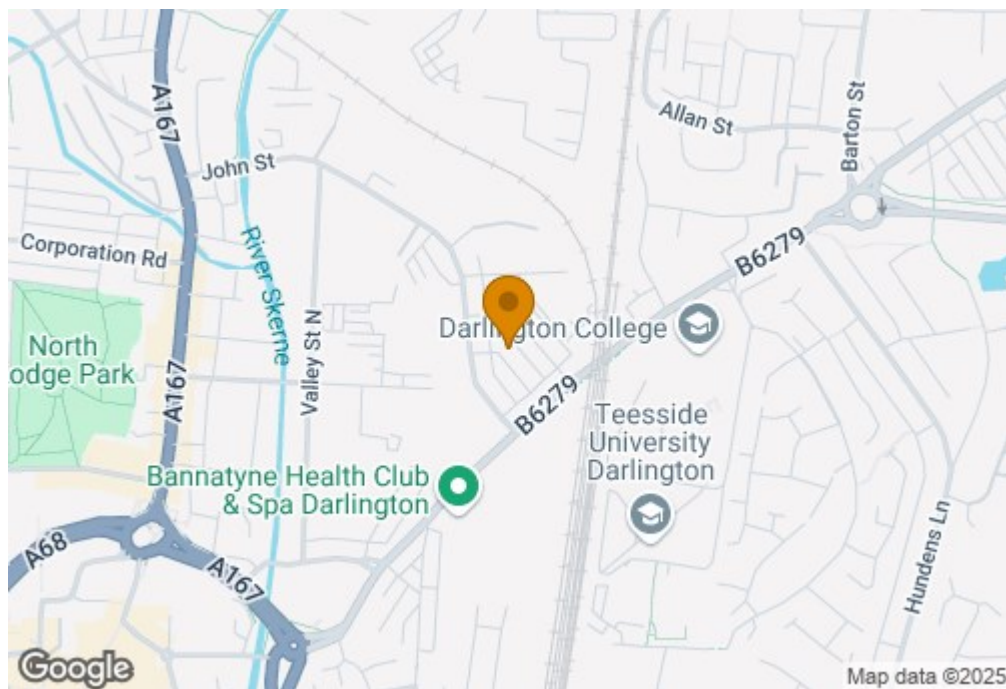 A167
Allan St
Barton St
John St
B6279
Corporation Rd
River Skerne
Darlington College
North
odge Park
A167
Valley St N
B6279
Teesside
University
Darlington
Bannatyne Health Club
& Spa Darlington
A68
A167
Hundens Ln
Google
Map data ©2025